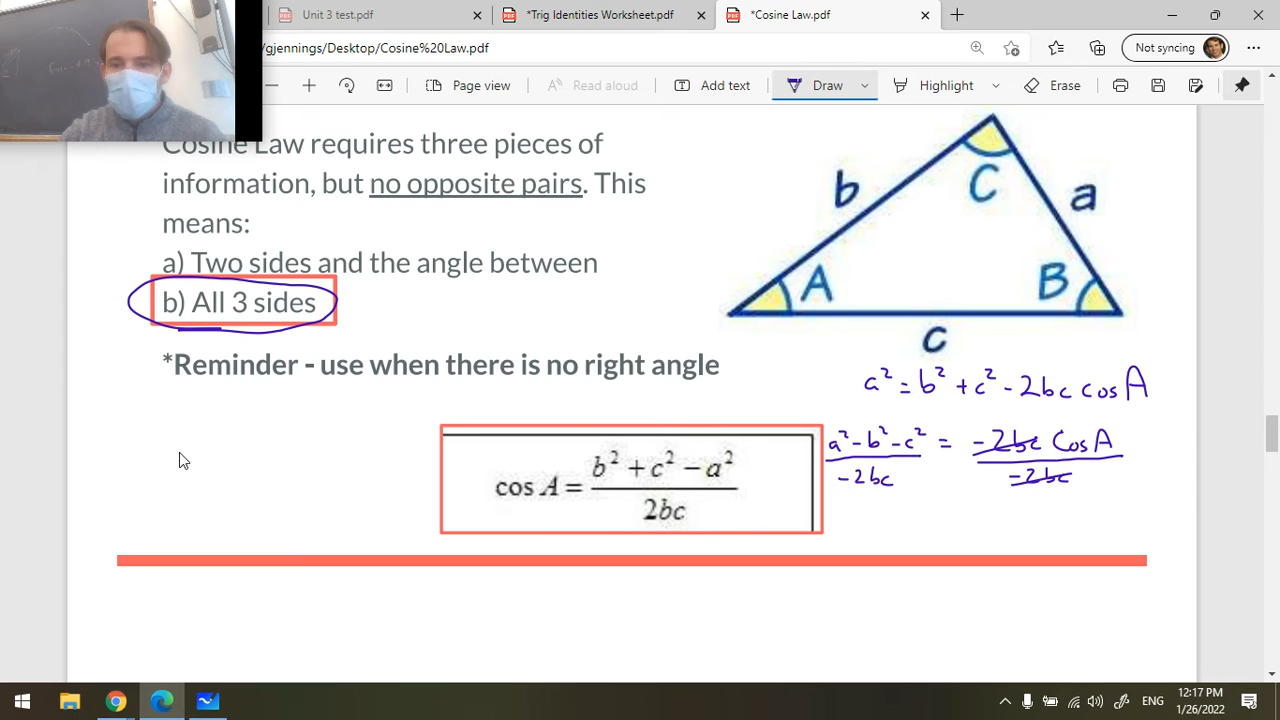 Unit 3 test.pdf
*Trig Identities Worksheet.pdf
*Cosine Law.pdf
/gjennings/Desktop/Cosine%20Law.pdf
Not syncing
Page view
Read aloud
Add text
Draw
Highlight
Erase
Cosine Law requires three pieces of
information, but no opposite pairs. This
means:
a) Two sides and the angle between
b) All 3 sides
*Reminder - use when there is no right angle
b
C
a
A
B
c
a² = b² + c² - 2bc cos A
cos A = (b² + c² − a²) / 2bc
(a² - b² - c²) / -2bc = -2bc Cos A / -2bc
ENG
12:17 PM
1/26/2022